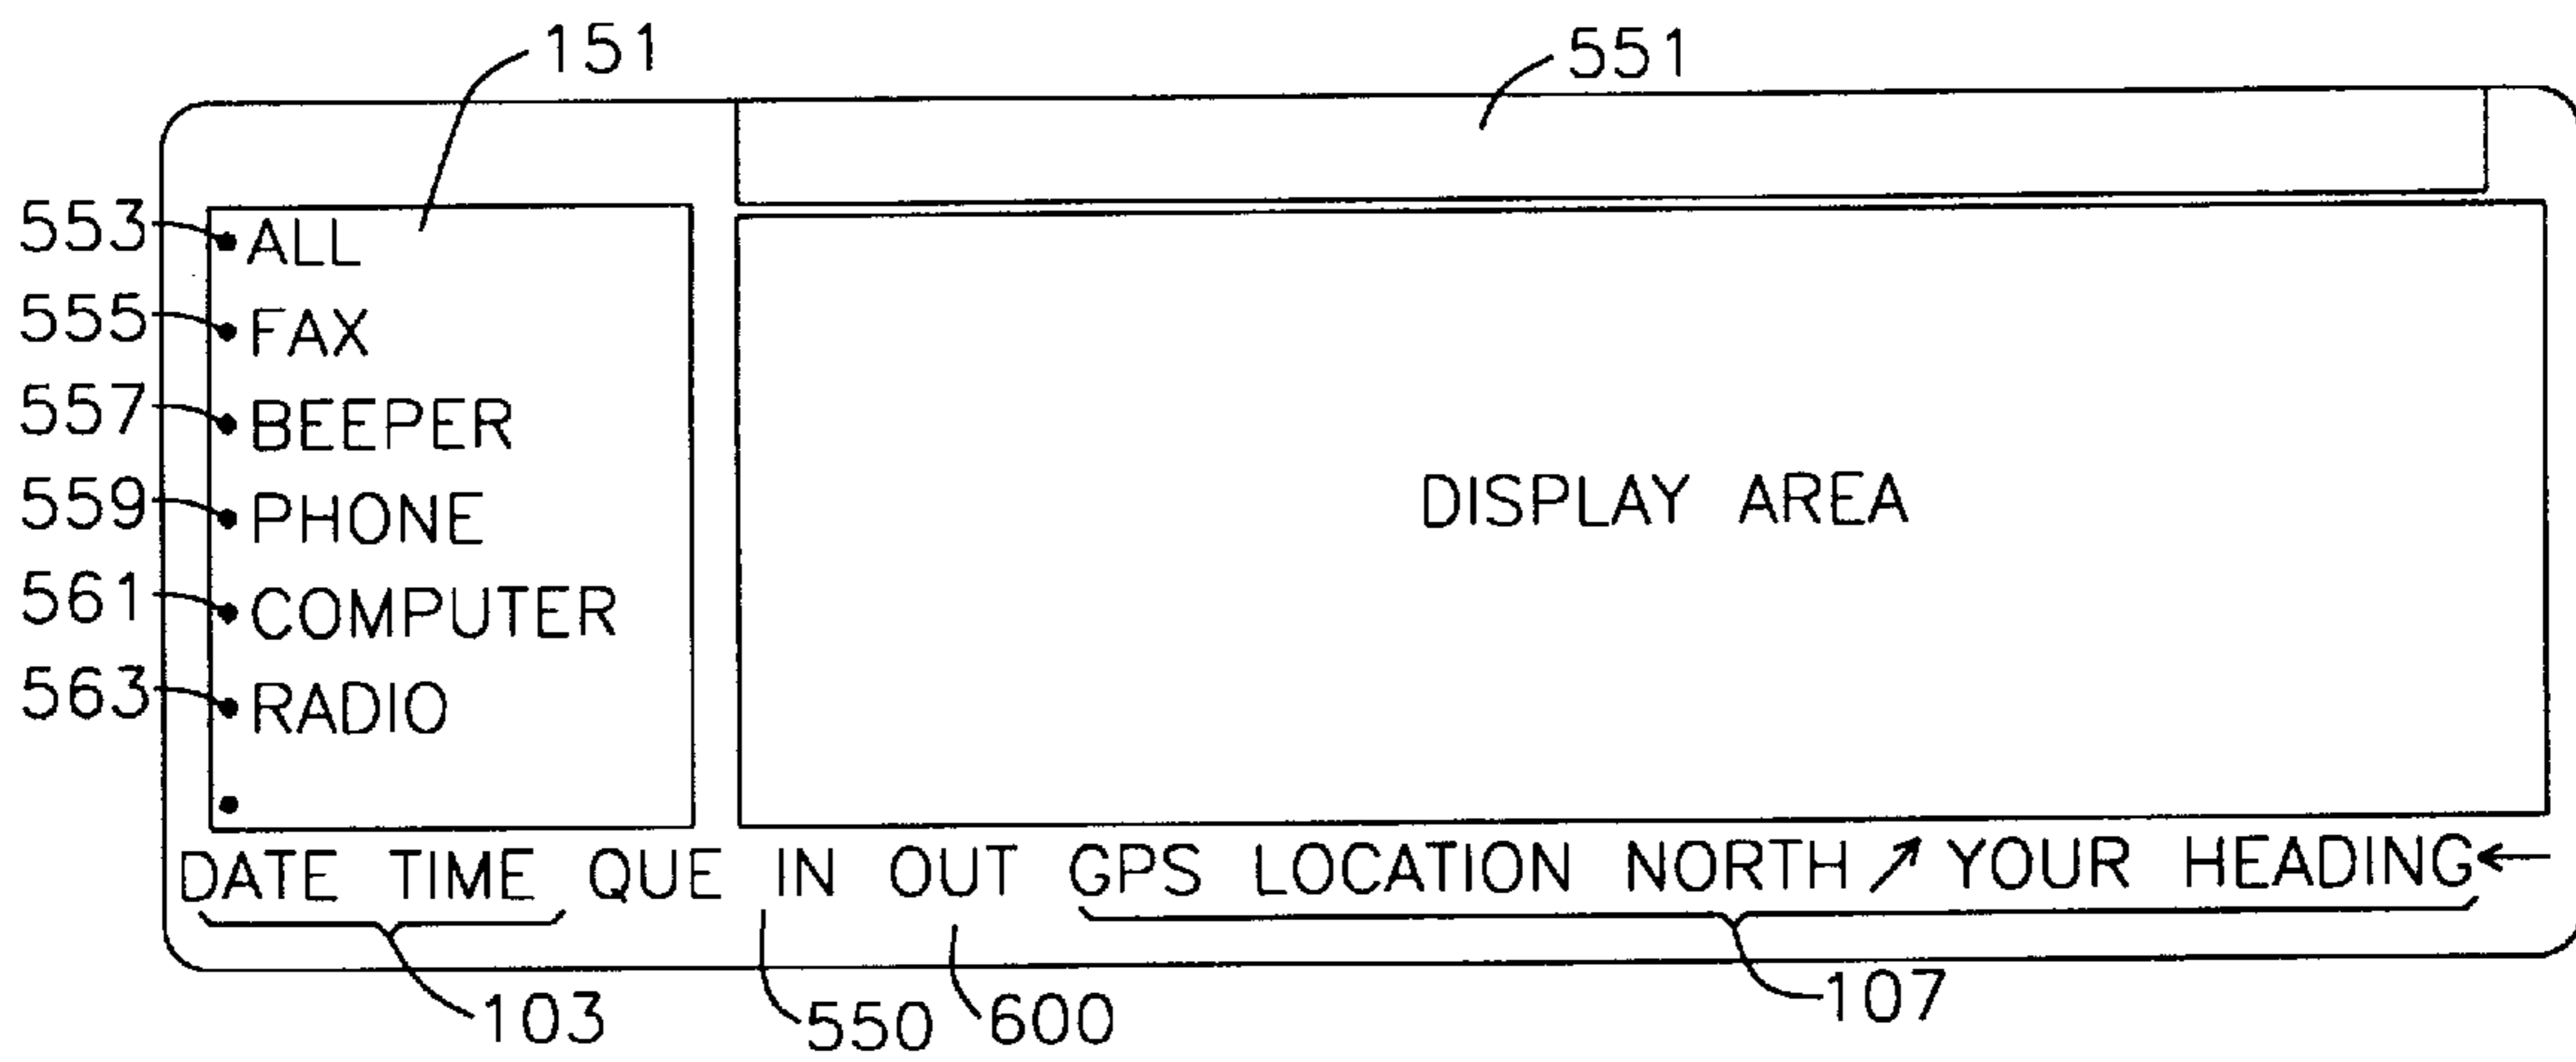 151
551
553 ALL
555 FAX
557 BEEPER
559 PHONE
561 COMPUTER
563 RADIO
DISPLAY AREA
DATE TIME QUE IN OUT GPS LOCATION NORTH ↗ YOUR HEADING ←
103 550 600 107